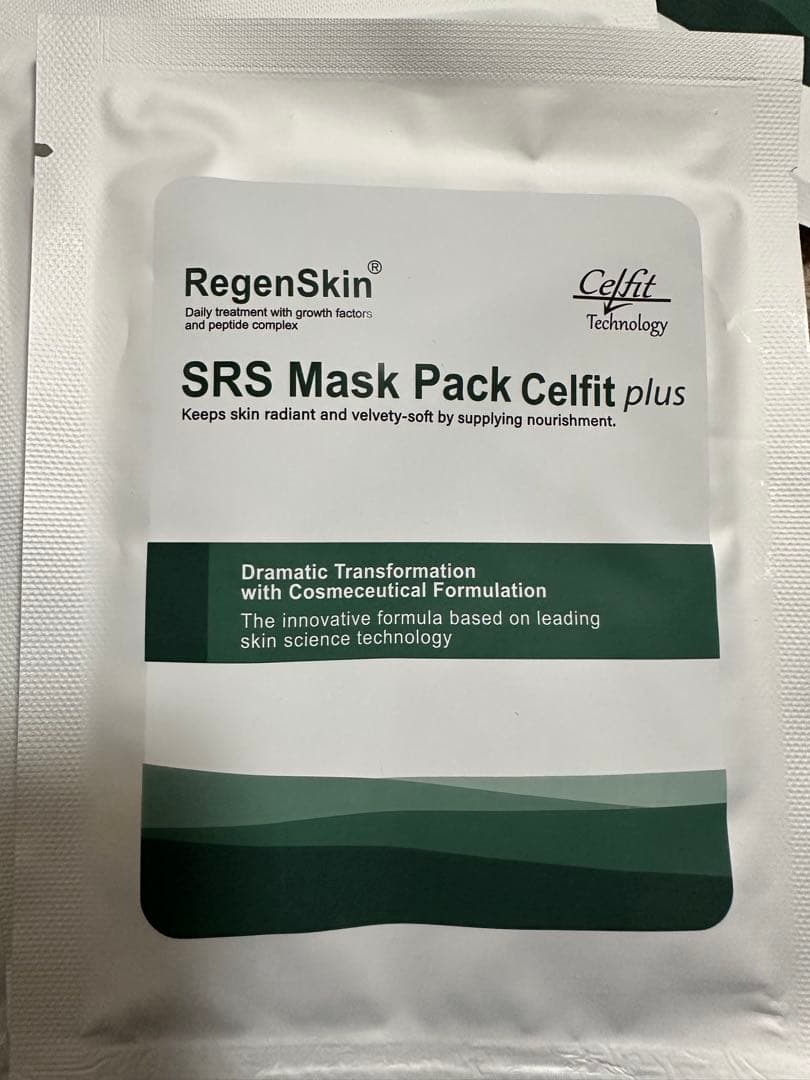 RegenSkin®
Daily treatment with growth factors
and peptide complex
Celfit
Technology
SRS Mask Pack Celfit plus
Keeps skin radiant and velvety-soft by supplying nourishment.
Dramatic Transformation
with Cosmeceutical Formulation
The innovative formula based on leading
skin science technology